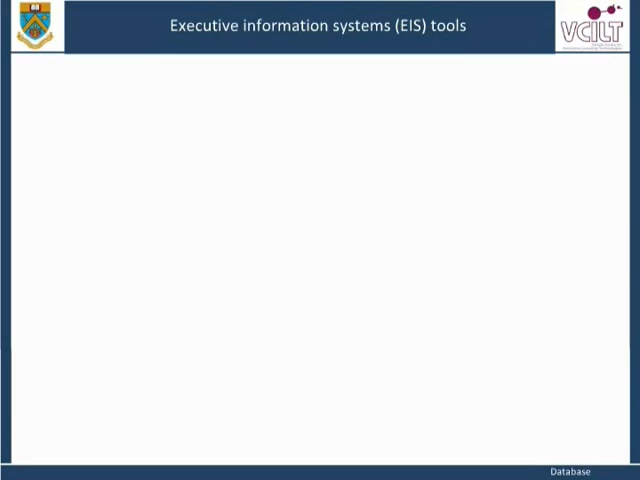 Executive information systems (EIS) tools
VCILT
Database